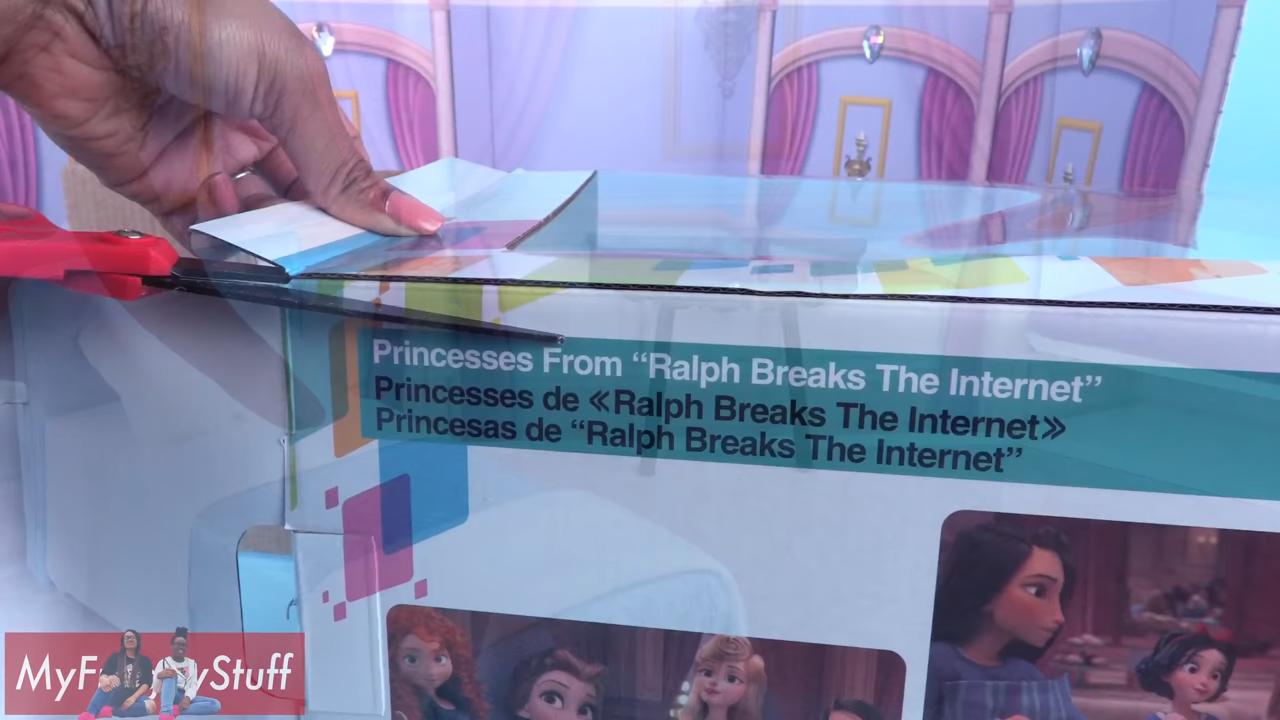 Princesses From “Ralph Breaks The Internet”
Princesses de «Ralph Breaks The Internet»
Princesas de “Ralph Breaks The Internet”